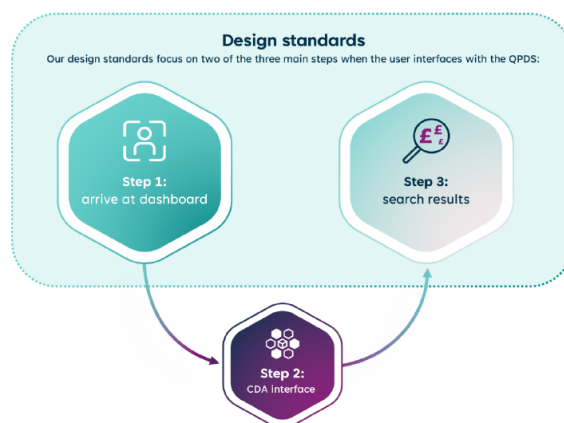 Design standards
Our design standards focus on two of the three main steps when the user interfaces with the QPDS:
Step 1:
arrive at dashboard
£££
Step 3:
search results
Step 2:
CDA interface